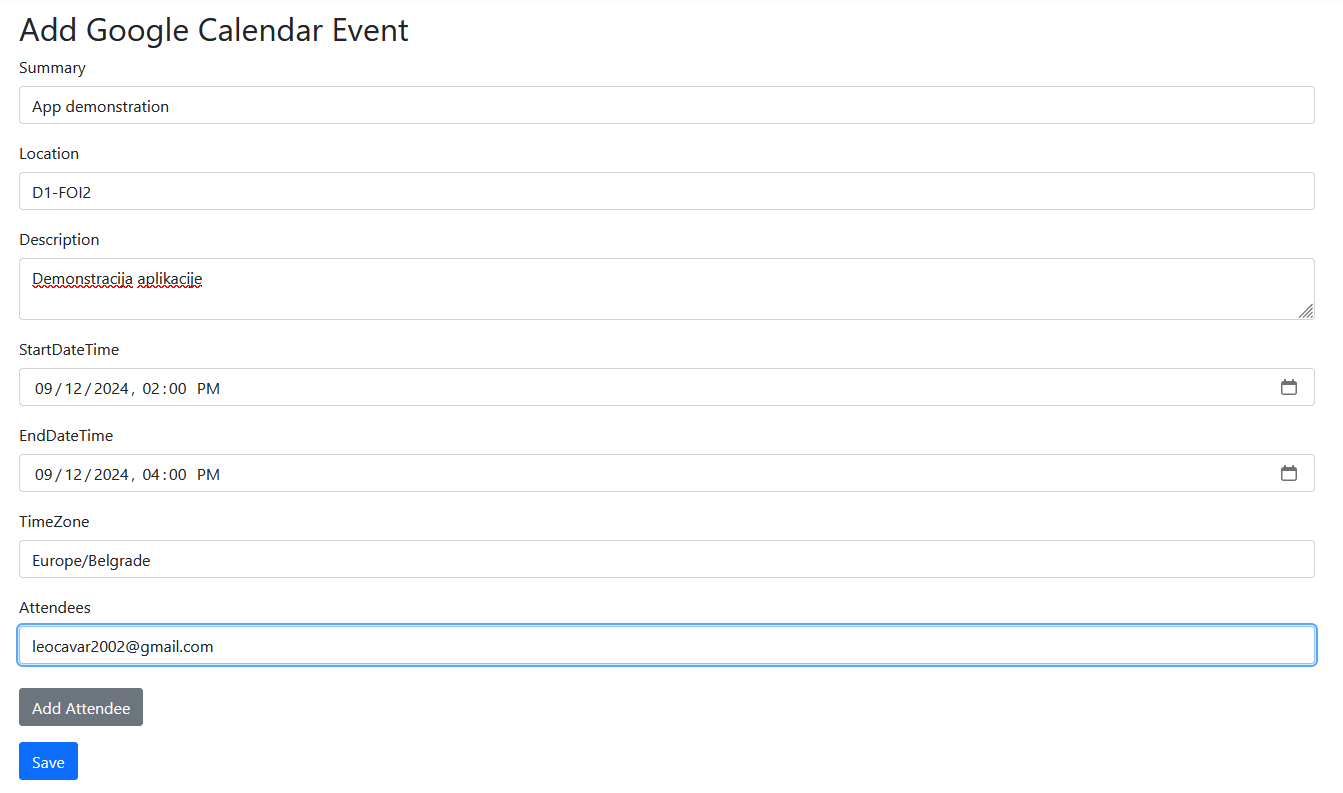 Add Google Calendar Event
Summary
App demonstration
Location
D1-FOI2
Description
Demonstracija aplikacije
StartDateTime
09/12/2024, 02:00 PM
EndDateTime
09/12/2024, 04:00 PM
TimeZone
Europe/Belgrade
Attendees
leocavar2002@gmail.com
Add Attendee
Save